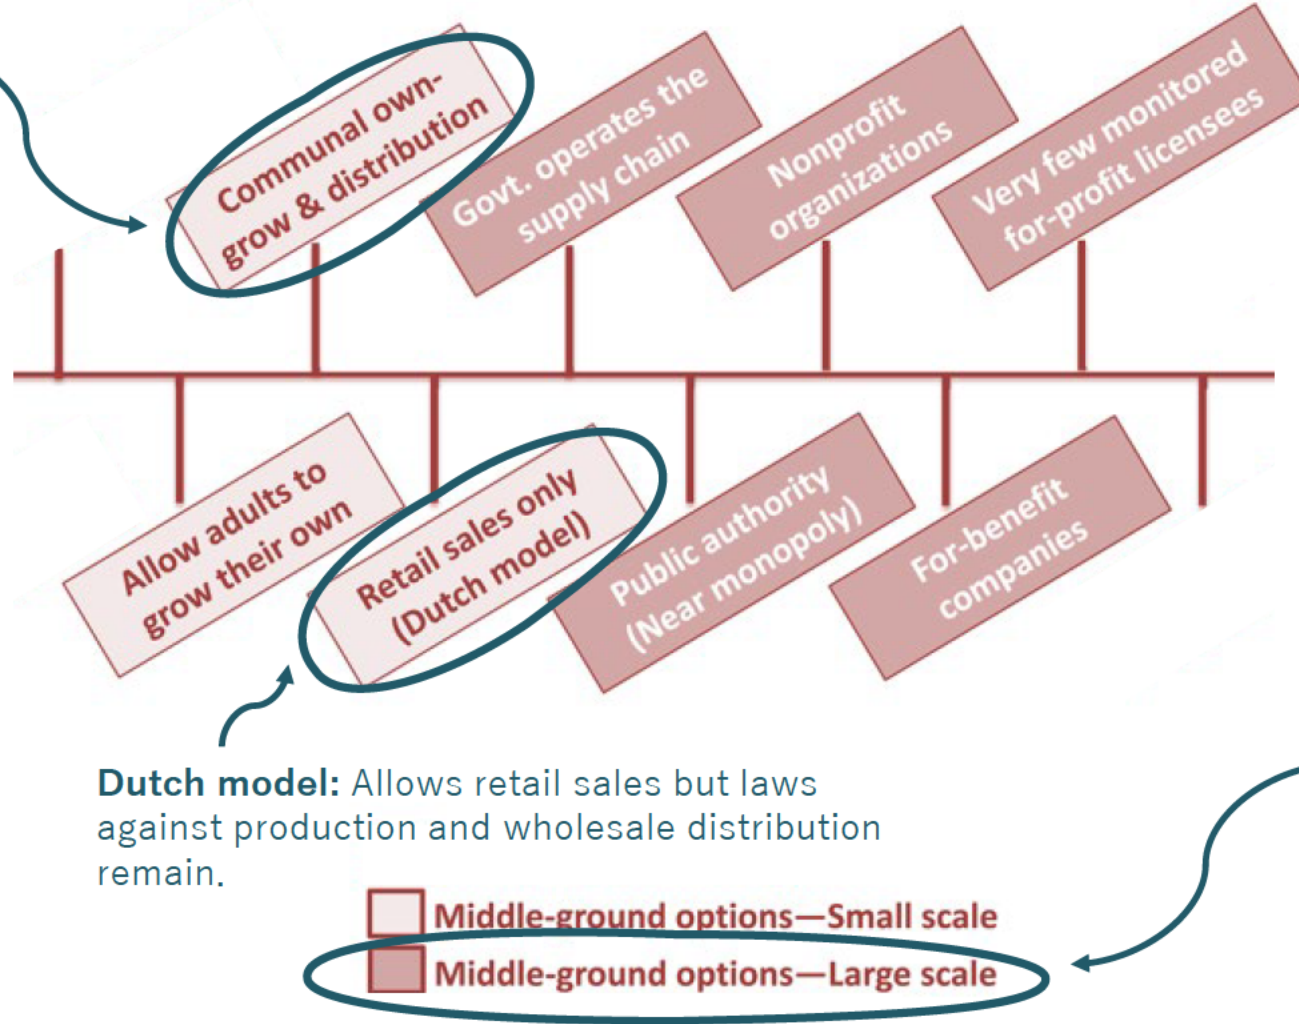 Communal own-
grow & distribution
Govt. operates the
supply chain
Nonprofit
organizations
Very few monitored
for-profit licensees
Allow adults to
grow their own
Retail sales only
(Dutch model)
Public authority
(Near monopoly)
For-benefit
companies
Dutch model: Allows retail sales but laws
against production and wholesale distribution
remain.
Middle-ground options—Small scale
Middle-ground options—Large scale